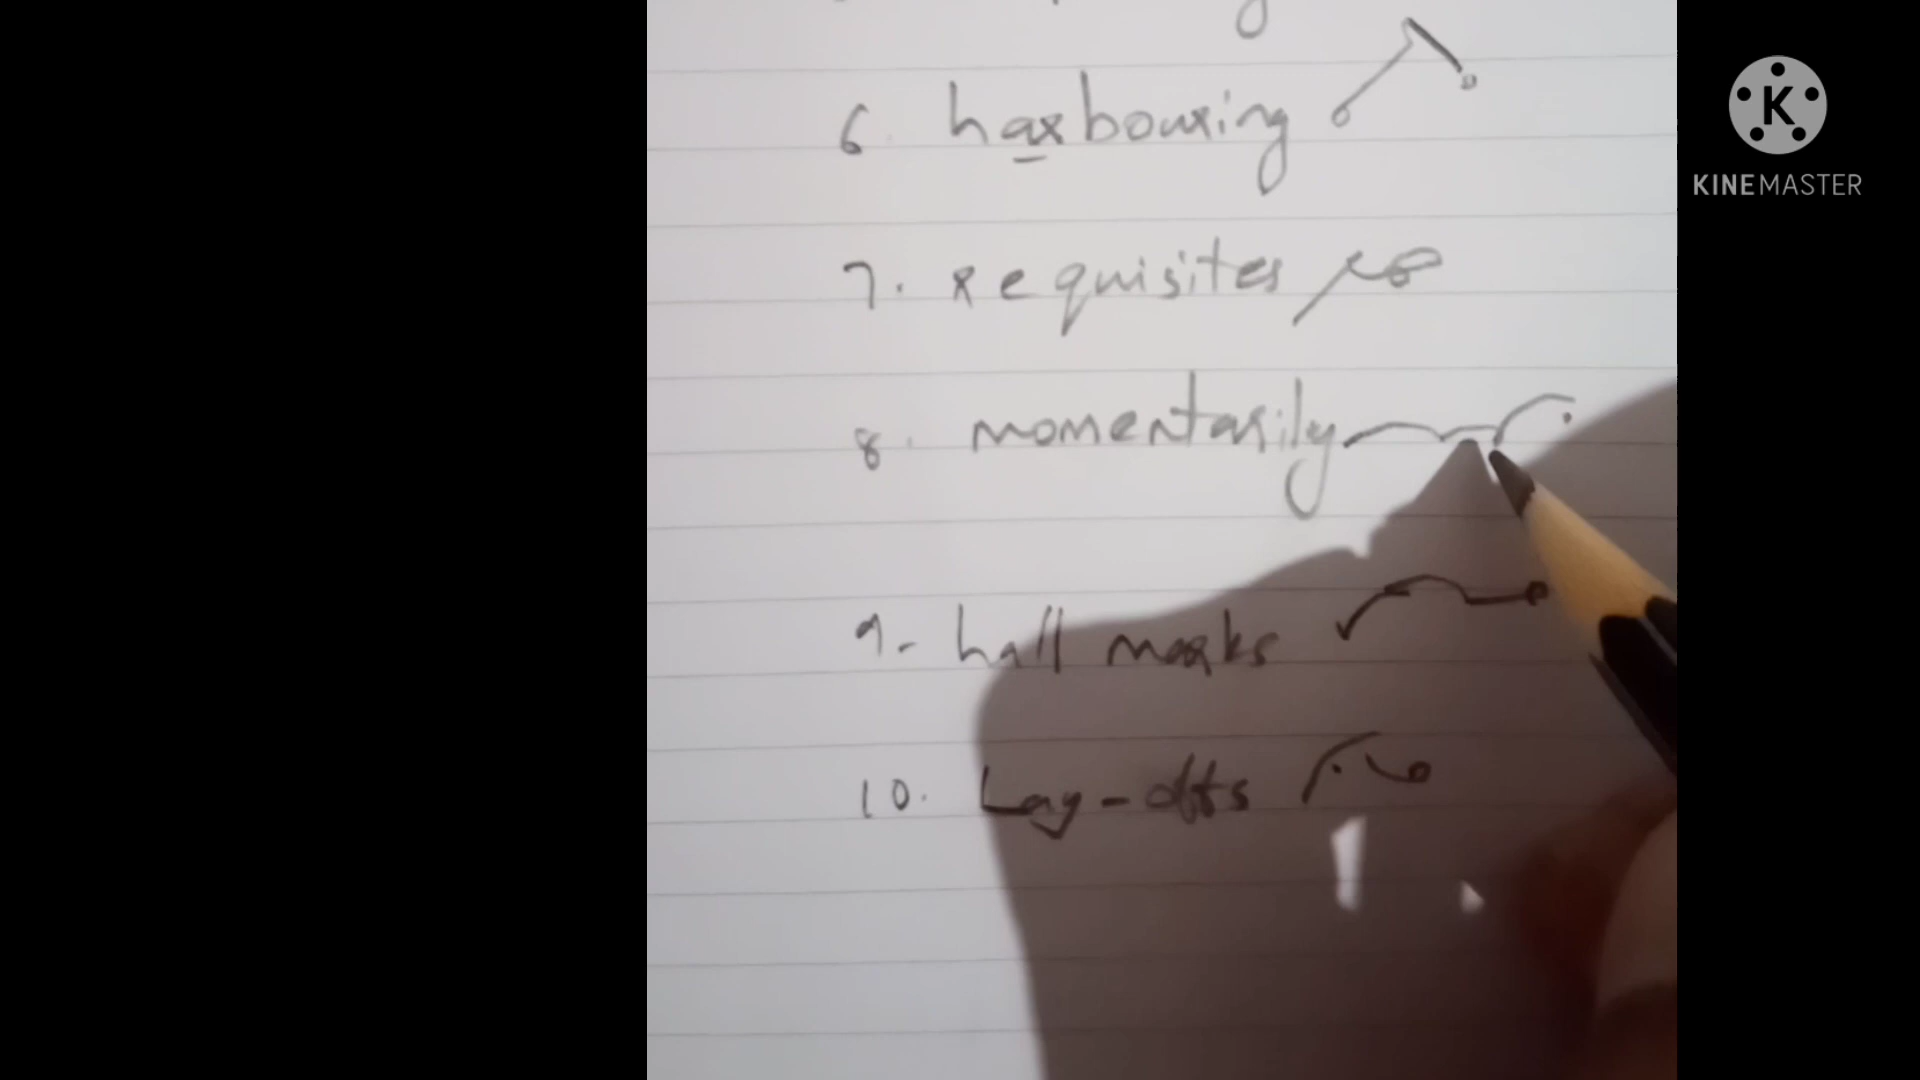 6. harbouring
7. requisites
8. momentarily
9- hall marks
10. Lay-offs
KINEMASTER